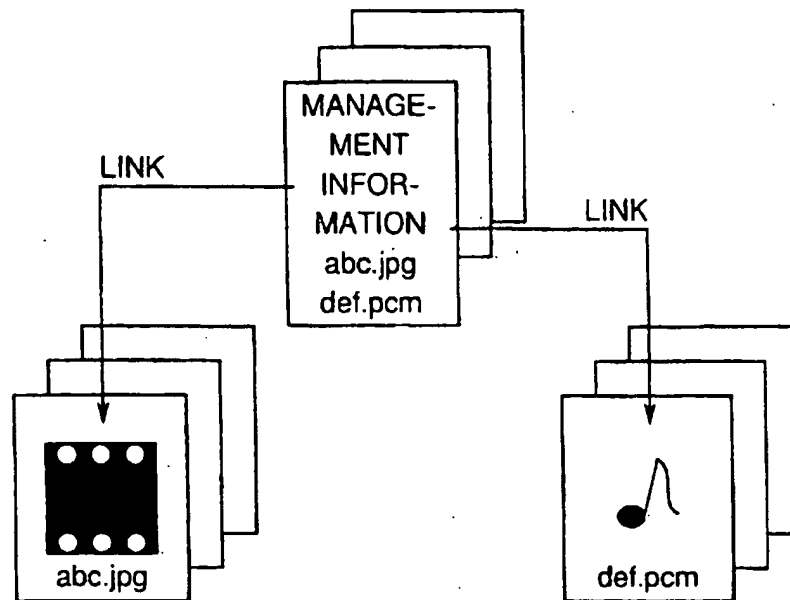 MANAGE-
MENT
INFOR-
MATION
abc.jpg
def.pcm
LINK
LINK
abc.jpg
def.pcm